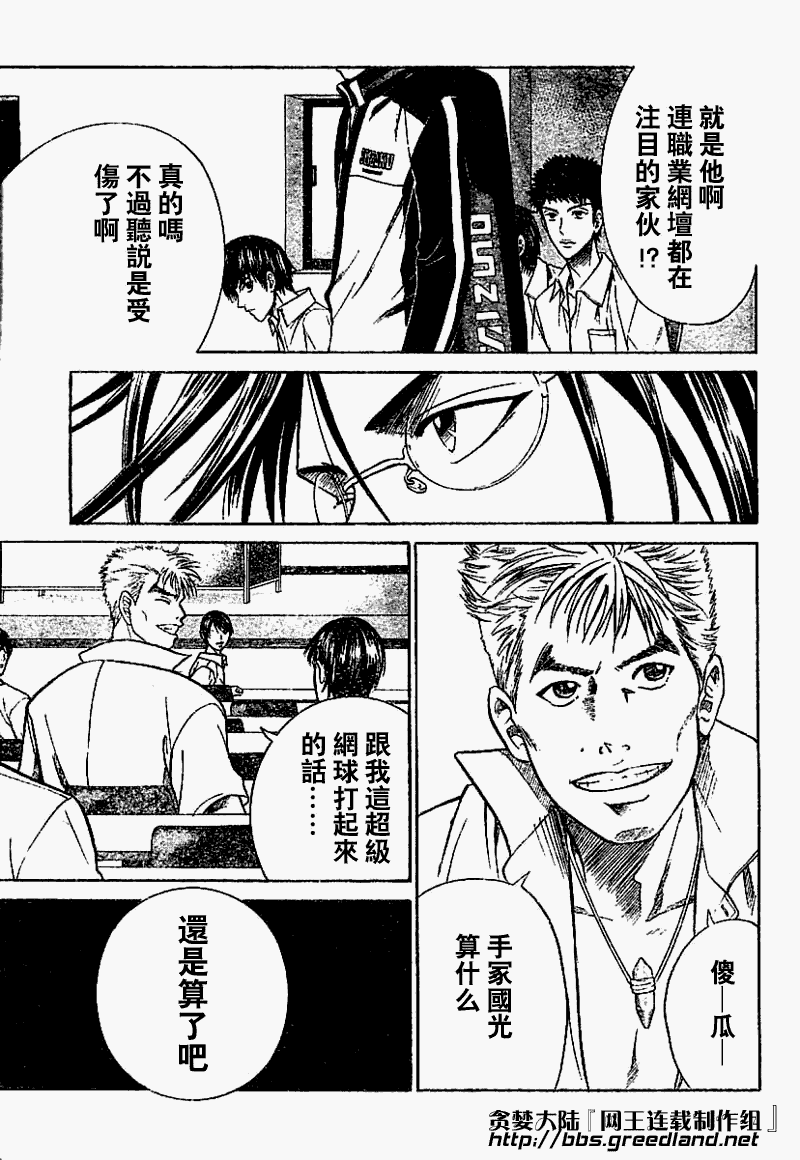 就是他啊
連職業網壇都在
注目的家伙
!?
真的嗎
不過聽説是受
傷了啊
傻—瓜—
手冢國光
算什么
跟我這超級
網球打起來
的話……
還是算了吧
贪婪大陆『网王连载制作组』
http://bbs.greedland.net